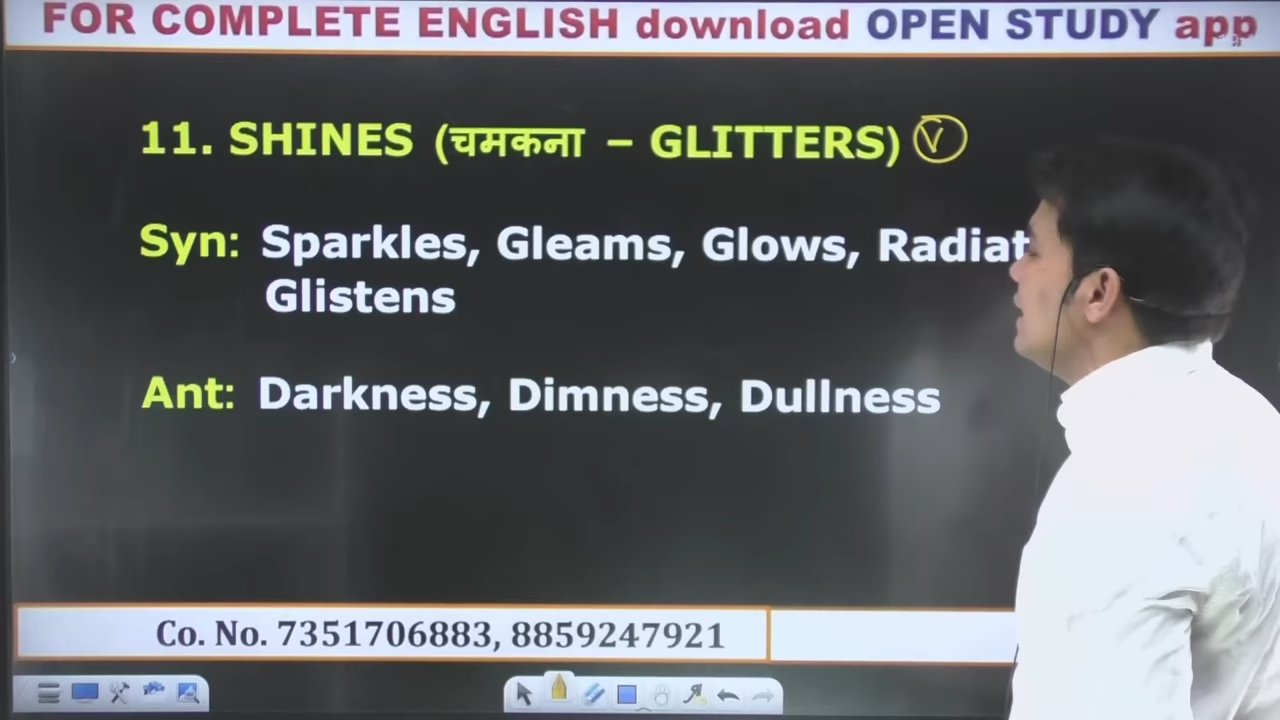 FOR COMPLETE ENGLISH download OPEN STUDY app
11. SHINES (चमकना – GLITTERS) V
Syn: Sparkles, Gleams, Glows,
Glistens
Ant: Darkness, Dimness, Dullness
Co. No. 7351706883, 8859247921